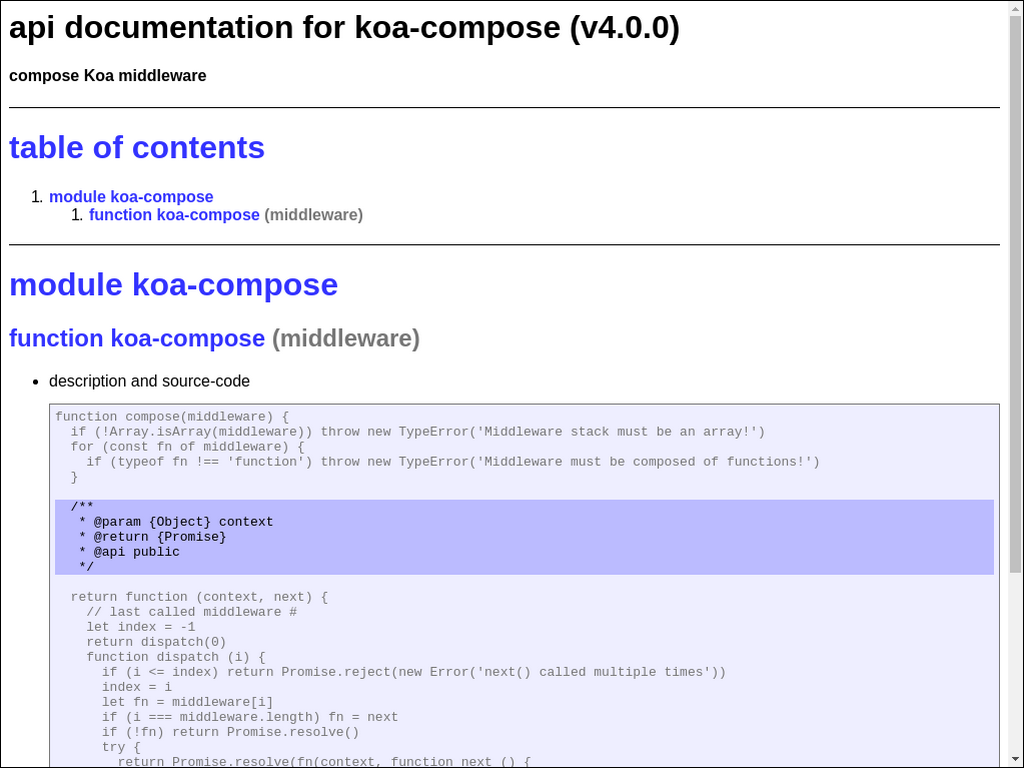 api documentation for koa-compose (v4.0.0)
compose Koa middleware
table of contents
1. module koa-compose
1. function koa-compose (middleware)
module koa-compose
function koa-compose (middleware)
• description and source-code
function compose(middleware) {
  if (!Array.isArray(middleware)) throw new TypeError('Middleware stack must be an array!')
  for (const fn of middleware) {
    if (typeof fn !== 'function') throw new TypeError('Middleware must be composed of functions!')
  }
  /**
   * @param {Object} context
   * @return {Promise}
   * @api public
   */
  return function (context, next) {
    // last called middleware #
    let index = -1
    return dispatch(0)
    function dispatch (i) {
      if (i <= index) return Promise.reject(new Error('next() called multiple times'))
      index = i
      let fn = middleware[i]
      if (i === middleware.length) fn = next
      if (!fn) return Promise.resolve()
      try {
        return Promise.resolve(fn(context, function next () {